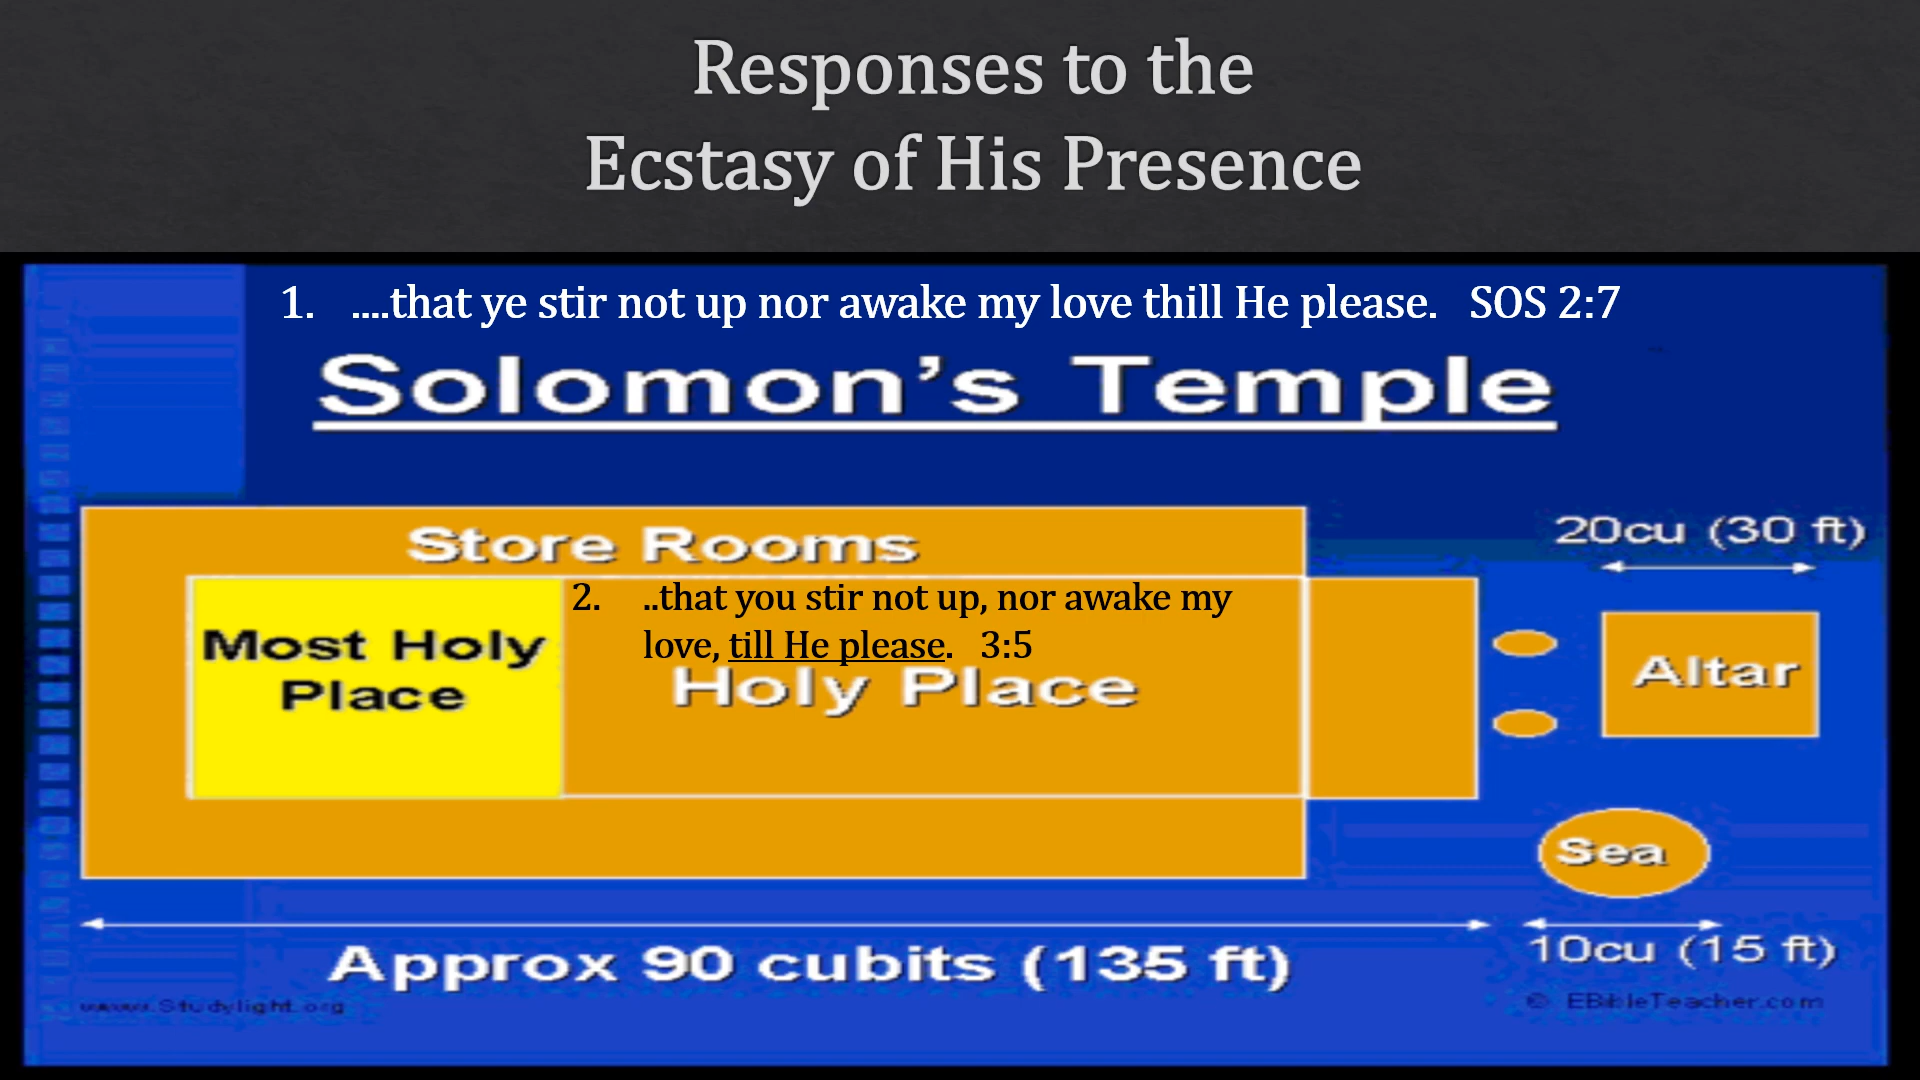 Responses to the
Ecstasy of His Presence
1. ....that ye stir not up nor awake my love thill He please. SOS 2:7
Solomon's Temple
Store Rooms
20cu (30 ft)
2. ..that you stir not up, nor awake my
love, till He please. 3:5
Most Holy
Place
Holy Place
Altar
Sea
Approx 90 cubits (135 ft)
10cu (15 ft)
www.Studylight.org
© EBibleTeacher.com